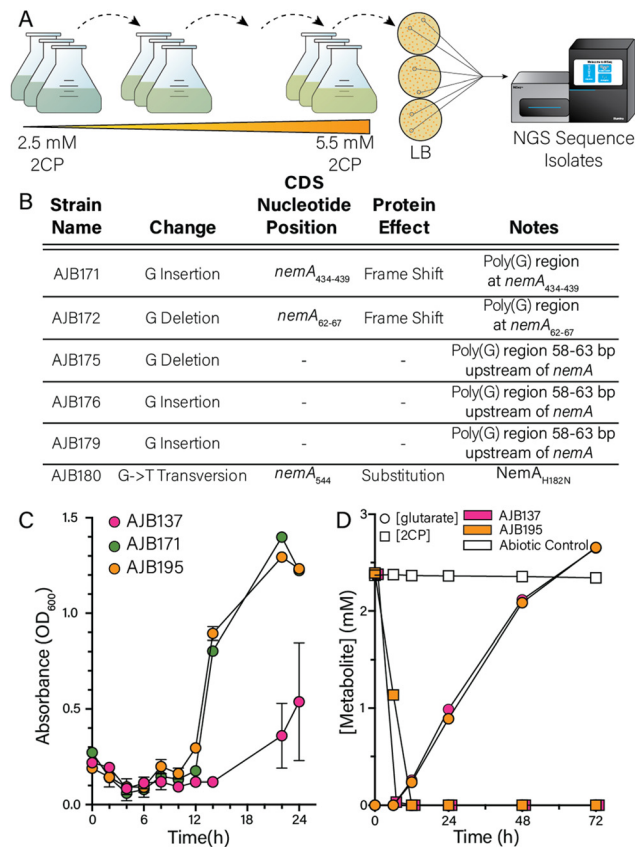 A
2.5 mM
2CP
5.5 mM
2CP
LB
NGS Sequence
Isolates
B
Strain
Name
Change
CDS
Nucleotide
Position
Protein
Effect
Notes
AJB171 G Insertion nemA434-439 Frame Shift Poly(G) region
at nemA434-439
AJB172 G Deletion nemA62-67 Frame Shift Poly(G) region
at nemA62-67
AJB175 G Deletion - - Poly(G) region 58-63 bp
upstream of nemA
AJB176 G Insertion - - Poly(G) region 58-63 bp
upstream of nemA
AJB179 G Insertion - - Poly(G) region 58-63 bp
upstream of nemA
AJB180 G->T Transversion nemA544 Substitution NemAH182N
C
AJB137
AJB171
AJB195
1.5
1.0
0.5
0.0
Absorbance (OD600)
0 6 12 18 24
Time(h)
D
[glutarate]
[2CP]
AJB137
AJB195
Abiotic Control
3
2
1
0
[Metabolite] (mM)
0 24 48 72
Time (h)